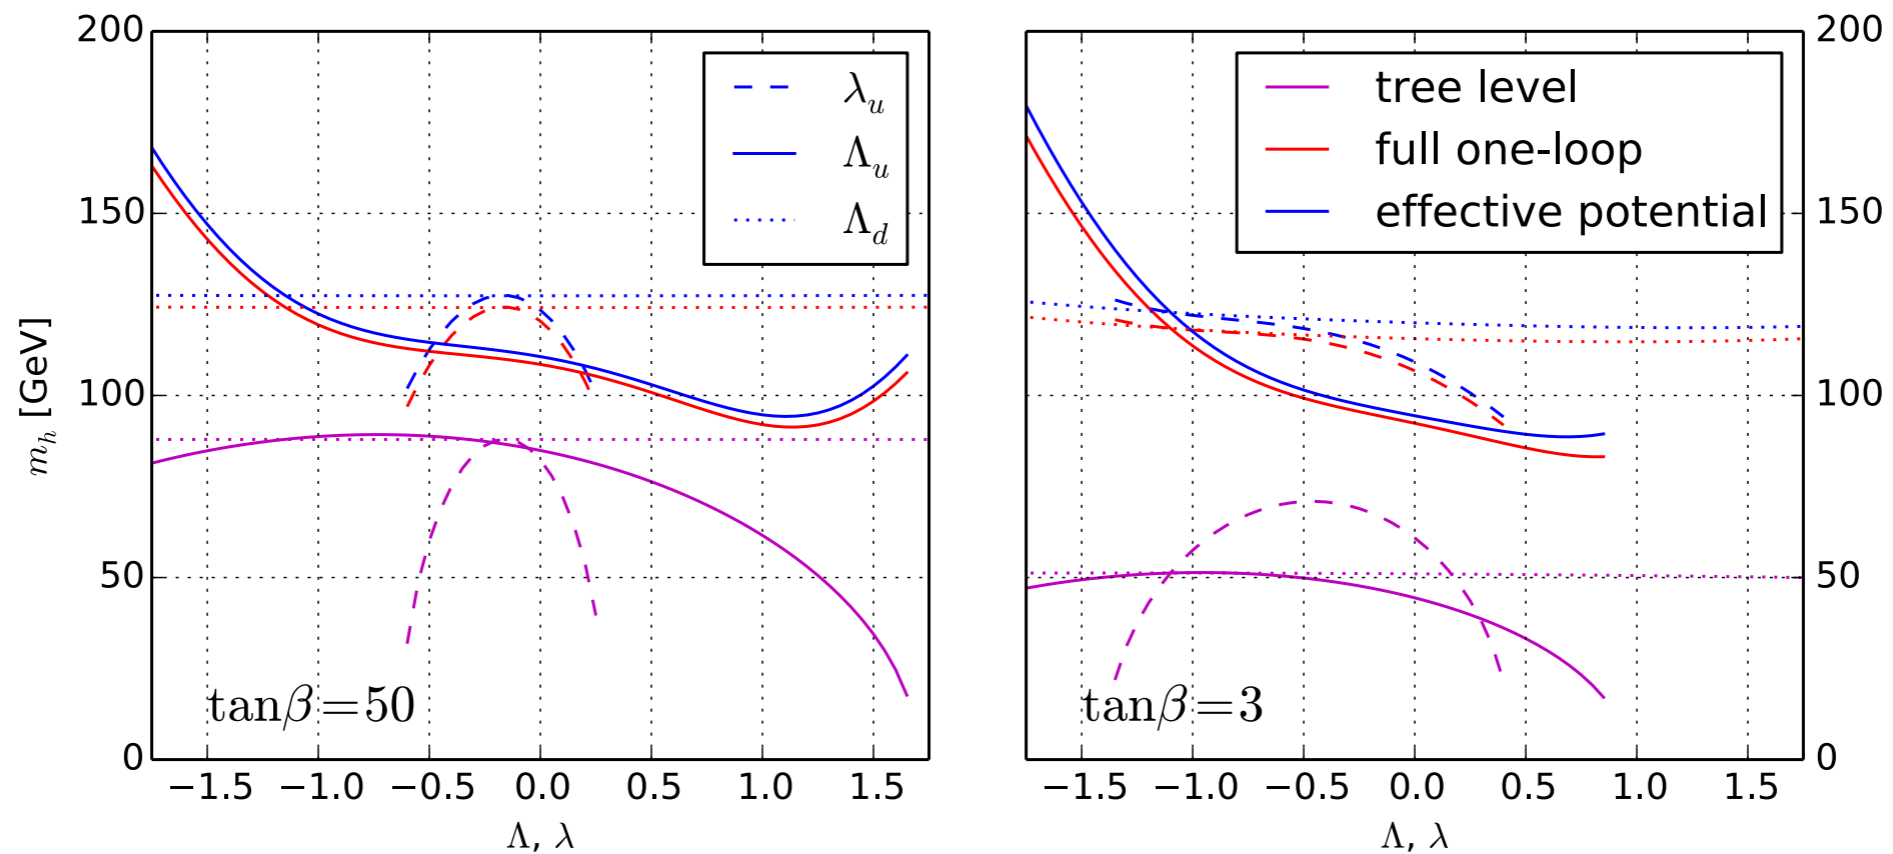 200
150
100
50
0
m_h [GeV]
λ_u
Λ_u
Λ_d
tanβ=50
−1.5 −1.0 −0.5 0.0 0.5 1.0 1.5
Λ, λ
tree level
full one-loop
effective potential
tanβ=3
−1.5 −1.0 −0.5 0.0 0.5 1.0 1.5
Λ, λ
200
150
100
50
0